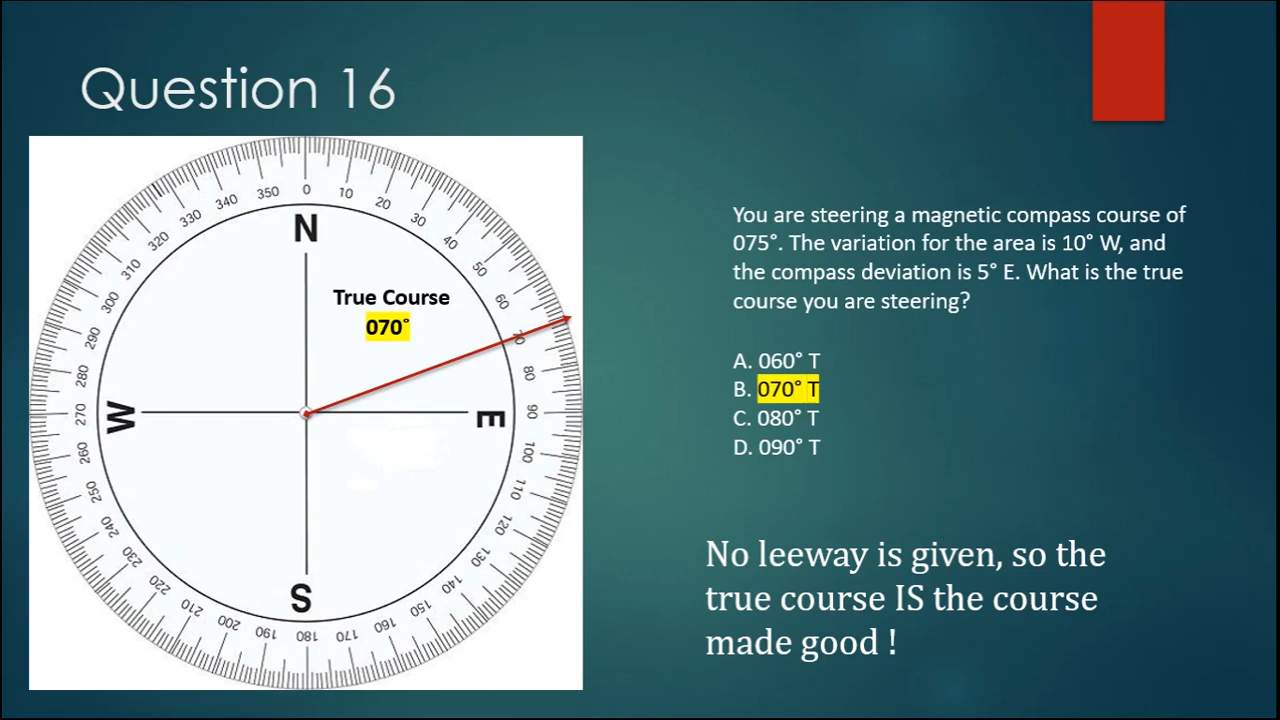 Question 16
0
10
20
30
40
50
60
70
80
90
100
110
120
130
140
150
160
170
180
190
200
210
220
230
240
250
260
270
280
290
300
310
320
330
340
350
N
E
S
W
True Course
070°
You are steering a magnetic compass course of
075°. The variation for the area is 10° W, and
the compass deviation is 5° E. What is the true
course you are steering?
A. 060° T
B. 070° T
C. 080° T
D. 090° T
No leeway is given, so the
true course IS the course
made good !